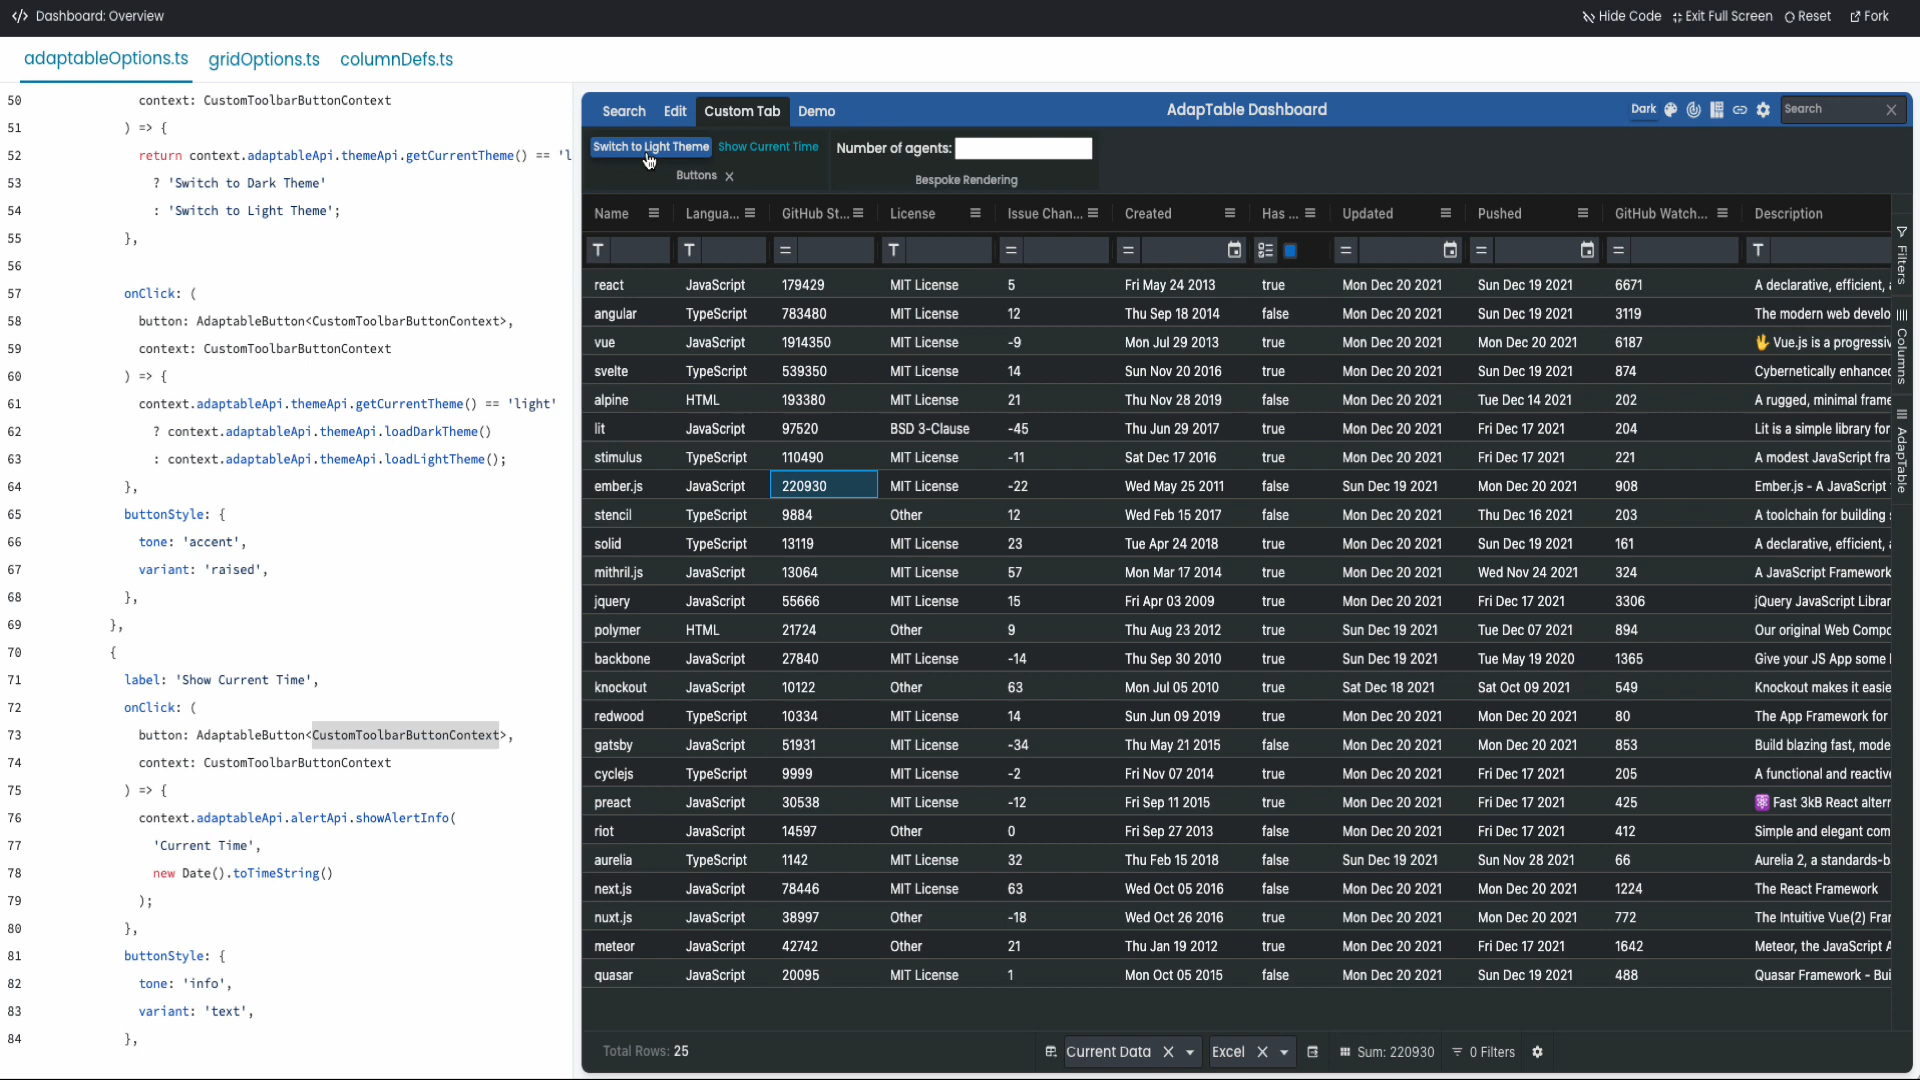 Dashboard: Overview
Hide Code Exit Full Screen Reset Fork
adaptableOptions.ts gridOptions.ts columnDefs.ts
50 context: CustomToolbarButtonContext
51 ) => {
52 return context.adaptableApi.themeApi.getCurrentTheme() == 'l
53 ? 'Switch to Dark Theme'
54 : 'Switch to Light Theme';
55 },
56
57 onClick: (
58 button: AdaptableButton<CustomToolbarButtonContext>,
59 context: CustomToolbarButtonContext
60 ) => {
61 context.adaptableApi.themeApi.getCurrentTheme() == 'light'
62 ? context.adaptableApi.themeApi.loadDarkTheme()
63 : context.adaptableApi.themeApi.loadLightTheme();
64 },
65 buttonStyle: {
66 tone: 'accent',
67 variant: 'raised',
68 },
69 },
70 {
71 label: 'Show Current Time',
72 onClick: (
73 button: AdaptableButton<CustomToolbarButtonContext>,
74 context: CustomToolbarButtonContext
75 ) => {
76 context.adaptableApi.alertApi.showAlertInfo(
77 'Current Time',
78 new Date().toTimeString()
79 );
80 },
81 buttonStyle: {
82 tone: 'info',
83 variant: 'text',
84 },
Search Edit Custom Tab Demo AdapTable Dashboard Dark Search
Switch to Light Theme Show Current Time Number of agents:
Buttons Bespoke Rendering
Name Langua... GitHub St... License Issue Chan... Created Has ... Updated Pushed GitHub Watch... Description
react JavaScript 179429 MIT License 5 Fri May 24 2013 true Mon Dec 20 2021 Sun Dec 19 2021 6671 A declarative, efficient,
angular TypeScript 783480 MIT License 12 Thu Sep 18 2014 false Mon Dec 20 2021 Sun Dec 19 2021 3119 The modern web develo
vue JavaScript 1914350 MIT License -9 Mon Jul 29 2013 true Mon Dec 20 2021 Mon Dec 20 2021 6187 🖖 Vue.js is a progressiv
svelte TypeScript 539350 MIT License 14 Sun Nov 20 2016 true Mon Dec 20 2021 Sun Dec 19 2021 874 Cybernetically enhanced
alpine HTML 193380 MIT License 21 Thu Nov 28 2019 false Mon Dec 20 2021 Tue Dec 14 2021 202 A rugged, minimal frame
lit JavaScript 97520 BSD 3-Clause -45 Thu Jun 29 2017 true Mon Dec 20 2021 Fri Dec 17 2021 204 Lit is a simple library for
stimulus TypeScript 110490 MIT License -11 Sat Dec 17 2016 true Mon Dec 20 2021 Fri Dec 17 2021 221 A modest JavaScript fra
ember.js JavaScript 220930 MIT License -22 Wed May 25 2011 false Sun Dec 19 2021 Mon Dec 20 2021 908 Ember.js - A JavaScript
stencil TypeScript 9884 Other 12 Wed Feb 15 2017 false Mon Dec 20 2021 Thu Dec 16 2021 203 A toolchain for building
solid TypeScript 13119 MIT License 23 Tue Apr 24 2018 true Mon Dec 20 2021 Sun Dec 19 2021 161 A declarative, efficient,
mithril.js JavaScript 13064 MIT License 57 Mon Mar 17 2014 true Mon Dec 20 2021 Wed Nov 24 2021 324 A JavaScript Framework
jquery JavaScript 55666 MIT License 15 Fri Apr 03 2009 true Mon Dec 20 2021 Fri Dec 17 2021 3306 jQuery JavaScript Librar
polymer HTML 21724 Other 9 Thu Aug 23 2012 true Sun Dec 19 2021 Tue Dec 07 2021 894 Our original Web Compo
backbone JavaScript 27840 MIT License -14 Thu Sep 30 2010 true Sun Dec 19 2021 Tue May 19 2020 1365 Give your JS App some
knockout JavaScript 10122 Other 63 Mon Jul 05 2010 true Sat Dec 18 2021 Sat Oct 09 2021 549 Knockout makes it easie
redwood TypeScript 10334 MIT License 14 Sun Jun 09 2019 true Mon Dec 20 2021 Mon Dec 20 2021 80 The App Framework for
gatsby JavaScript 51931 MIT License -34 Thu May 21 2015 false Mon Dec 20 2021 Mon Dec 20 2021 853 Build blazing fast, mode
cyclejs TypeScript 9999 MIT License -2 Fri Nov 07 2014 true Mon Dec 20 2021 Fri Dec 17 2021 205 A functional and reactive
preact JavaScript 30538 MIT License -12 Fri Sep 11 2015 true Mon Dec 20 2021 Fri Dec 17 2021 425 ⚛️ Fast 3kB React altern
riot JavaScript 14597 Other 0 Fri Sep 27 2013 false Mon Dec 20 2021 Fri Dec 17 2021 412 Simple and elegant com
aurelia TypeScript 1142 MIT License 32 Thu Feb 15 2018 false Sun Dec 19 2021 Sun Nov 28 2021 66 Aurelia 2, a standards-b
next.js JavaScript 78446 MIT License 63 Wed Oct 05 2016 false Mon Dec 20 2021 Mon Dec 20 2021 1224 The React Framework
nuxt.js JavaScript 38997 Other -18 Wed Oct 26 2016 true Mon Dec 20 2021 Mon Dec 20 2021 772 The Intuitive Vue(2) Frar
meteor JavaScript 42742 Other 21 Thu Jan 19 2012 true Mon Dec 20 2021 Fri Dec 17 2021 1642 Meteor, the JavaScript A
quasar JavaScript 20095 MIT License 1 Mon Oct 05 2015 false Mon Dec 20 2021 Sun Dec 19 2021 488 Quasar Framework - Bui
Filters
Columns
AdapTable
Total Rows: 25 Current Data Excel Sum: 220930 0 Filters